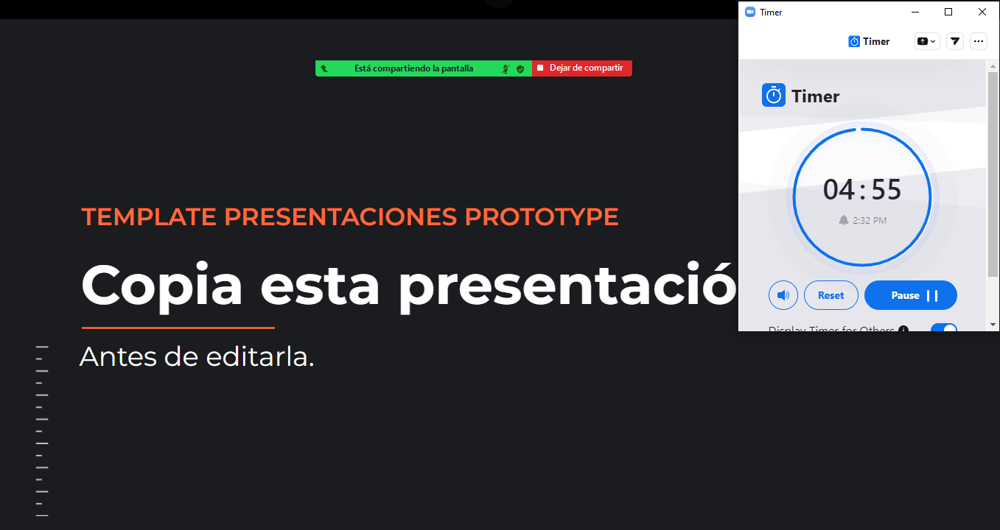 Timer
Timer
Está compartiendo la pantalla
Dejar de compartir
Timer
04:55
2:32 PM
TEMPLATE PRESENTACIONES PROTOTYPE
Copia esta presentació
Reset
Pause
Display Timer for Others
Antes de editarla.